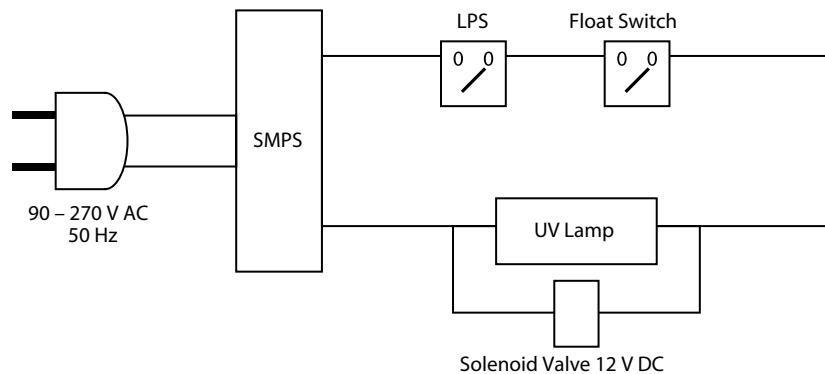 LPS
Float Switch
0 0
0 0
SMPS
90 – 270 V AC
50 Hz
UV Lamp
Solenoid Valve 12 V DC